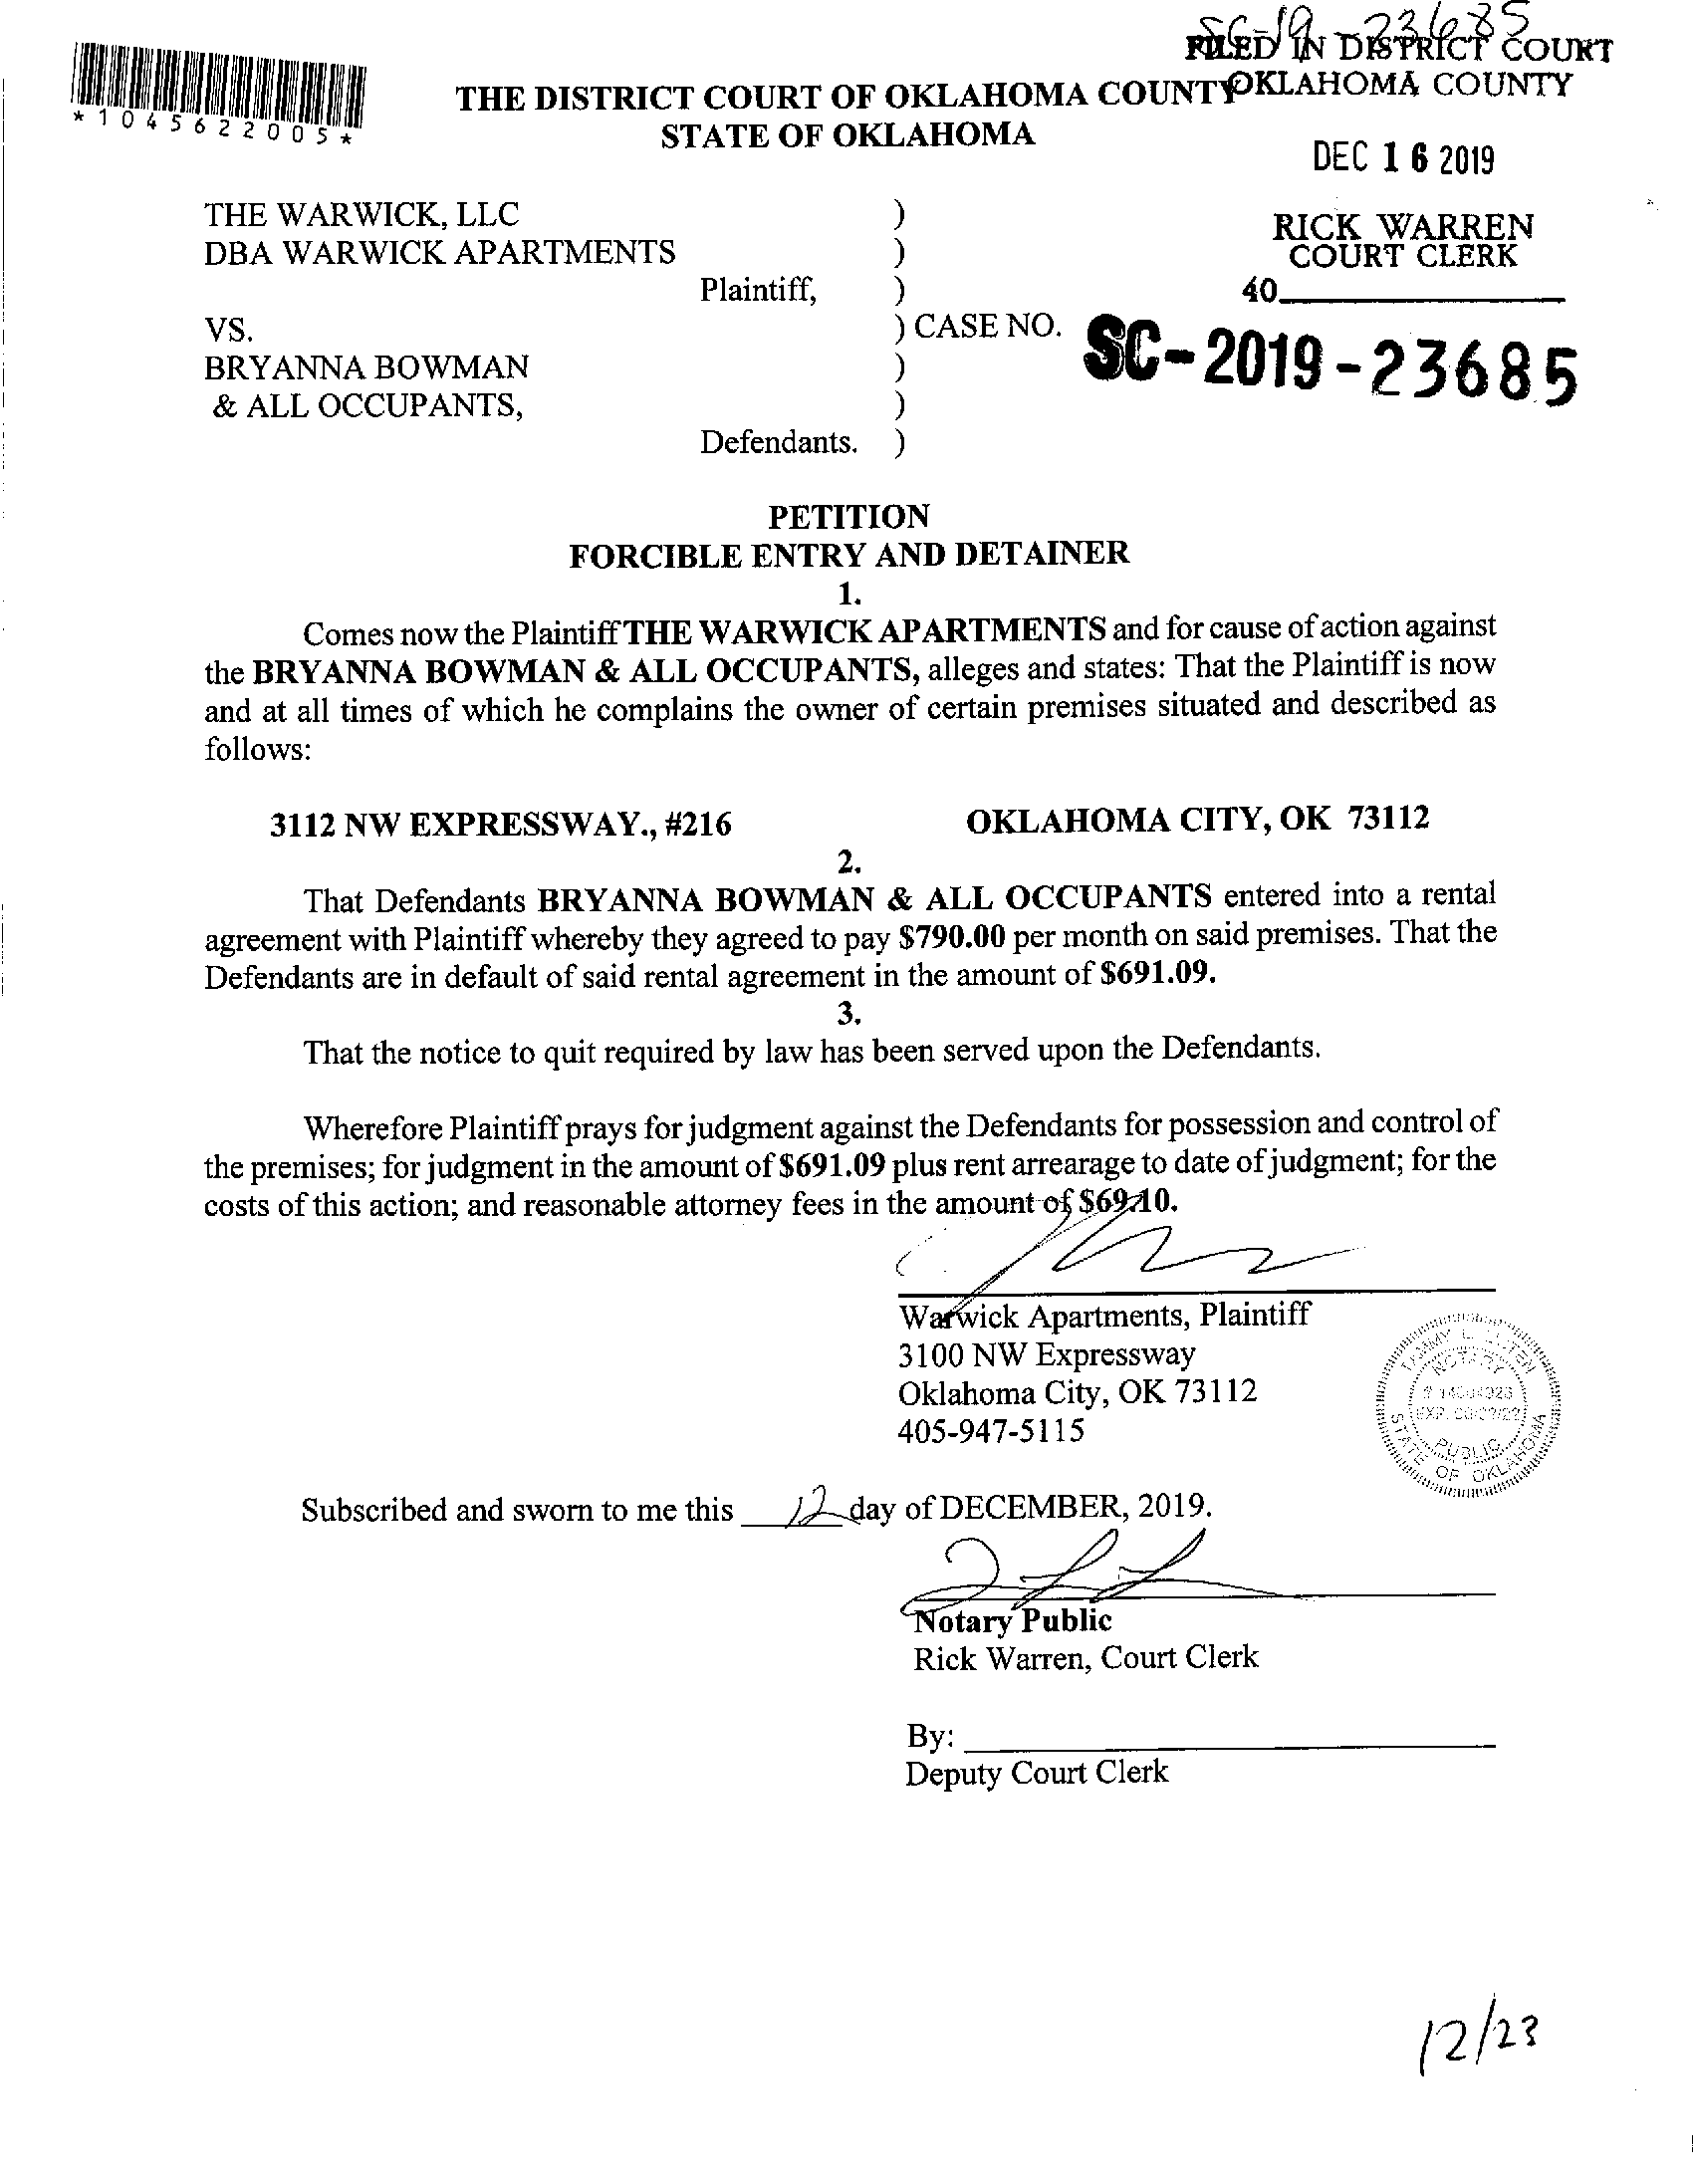 SC-19-23685
FILED IN DISTRICT COURT
OKLAHOMA COUNTY
*1045622005*
THE DISTRICT COURT OF OKLAHOMA COUNTY
STATE OF OKLAHOMA
DEC 16 2019
RICK WARREN
COURT CLERK
40
THE WARWICK, LLC )
DBA WARWICK APARTMENTS )
Plaintiff, )
VS. ) CASE NO. SC-2019-23685
BRYANNA BOWMAN )
& ALL OCCUPANTS, )
Defendants. )
PETITION
FORCIBLE ENTRY AND DETAINER
1.
Comes now the Plaintiff THE WARWICK APARTMENTS and for cause of action against
the BRYANNA BOWMAN & ALL OCCUPANTS, alleges and states: That the Plaintiff is now
and at all times of which he complains the owner of certain premises situated and described as
follows:
3112 NW EXPRESSWAY., #216 OKLAHOMA CITY, OK 73112
2.
That Defendants BRYANNA BOWMAN & ALL OCCUPANTS entered into a rental
agreement with Plaintiff whereby they agreed to pay $790.00 per month on said premises. That the
Defendants are in default of said rental agreement in the amount of $691.09.
3.
That the notice to quit required by law has been served upon the Defendants.
Wherefore Plaintiff prays for judgment against the Defendants for possession and control of
the premises; for judgment in the amount of $691.09 plus rent arrearage to date of judgment; for the
costs of this action; and reasonable attorney fees in the amount of $69.10.
Warwick Apartments, Plaintiff
3100 NW Expressway
Oklahoma City, OK 73112
405-947-5115
NOTARY
PUBLIC
STATE OF OKLAHOMA
Subscribed and sworn to me this 12 day of DECEMBER, 2019.
Notary Public
Rick Warren, Court Clerk
By:
Deputy Court Clerk
12/23